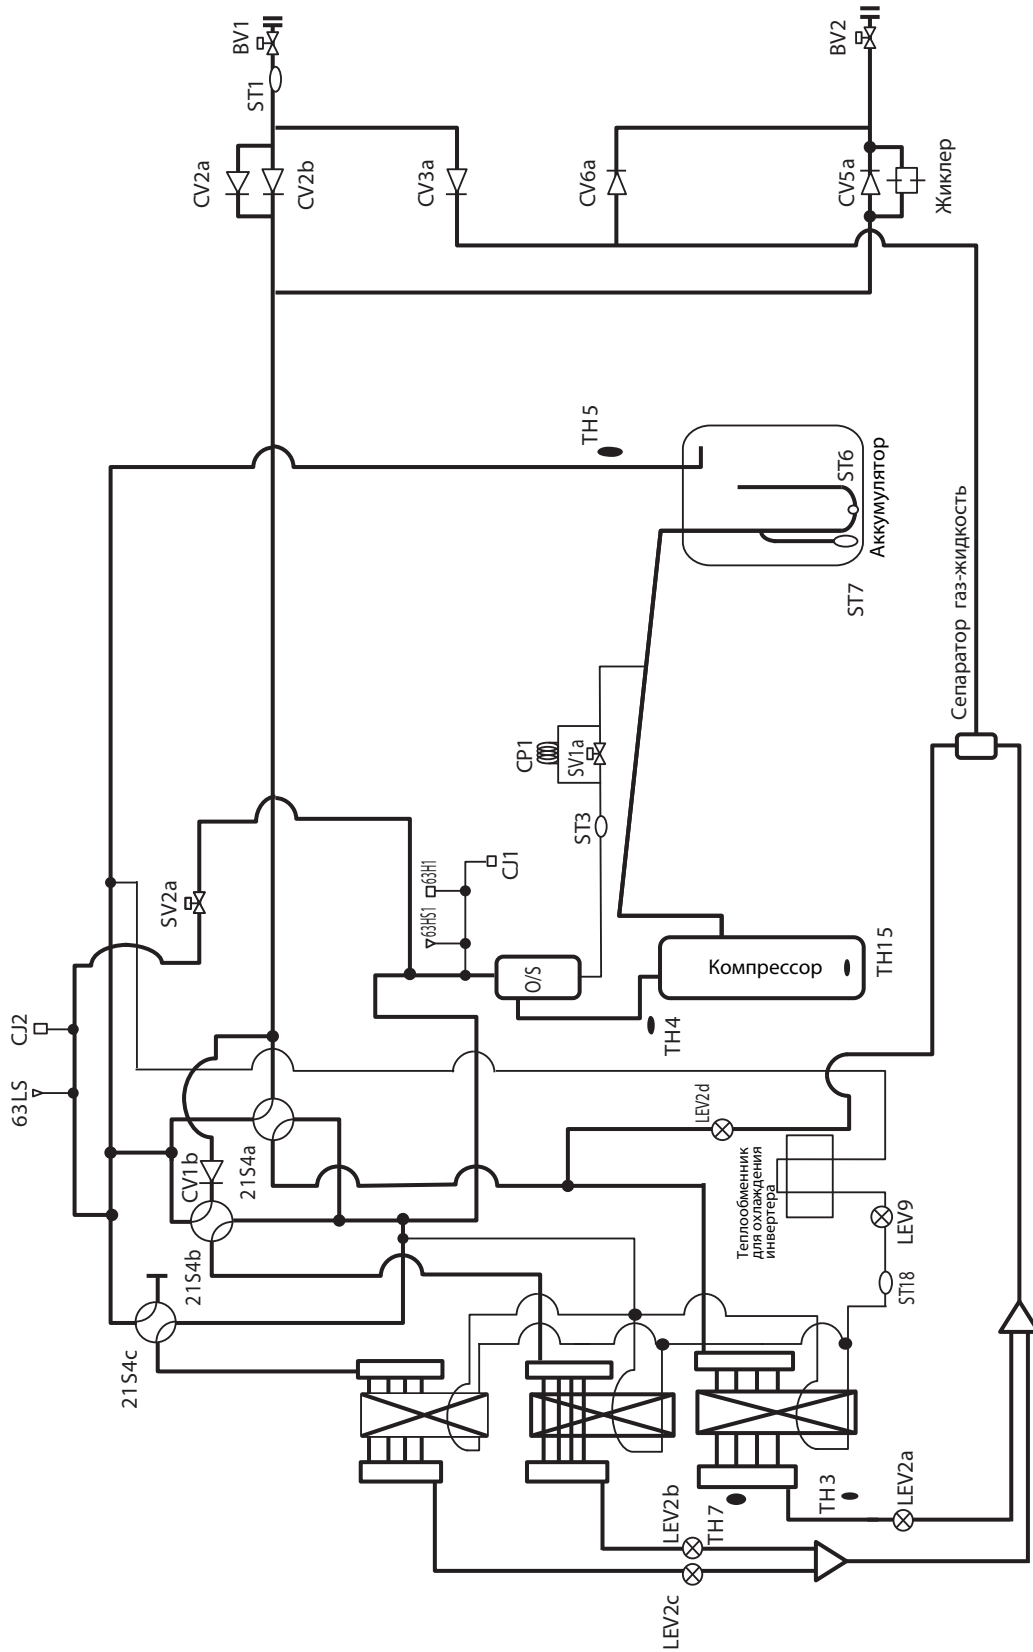 BV1
BV2
ST1
CV2a
CV2b
CV3a
CV6a
CV5a
Жиклер
TH5
ST6
Аккумулятор
ST7
Сепаратор газ-жидкость
CP1
SV1a
ST3
SV2a
63HS1
63H1
CJ1
O/S
Компрессор
TH15
TH4
CJ2
63LS
CV1b
21S4a
21S4b
21S4c
LEV2d
Теплообменник
для охлаждения
инвертера
LEV9
ST18
TH7
TH3
LEV2a
LEV2b
LEV2c